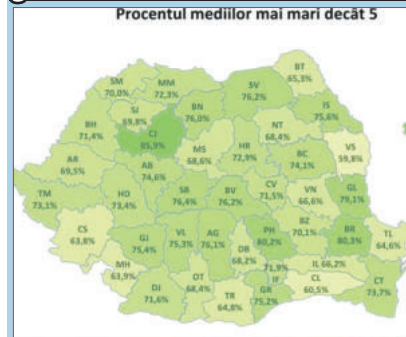 Procentul mediilor mai mari decât 5
SM
70,0%
MM
72,3%
BT
65,3%
SV
76,2%
SJ
69,8%
BN
76,0%
IS
75,6%
BH
71,4%
CJ
85,9%
NT
68,4%
MS
68,6%
HR
72,9%
BC
74,1%
VS
59,8%
AR
69,5%
AB
74,6%
TM
73,1%
HD
73,4%
SB
76,4%
BV
76,2%
CV
71,5%
VN
66,6%
GL
79,1%
CS
63,8%
GJ
75,4%
VL
75,3%
AG
76,1%
PH
80,2%
BZ
70,1%
BR
80,3%
TL
64,6%
DB
68,2%
MH
63,9%
OT
68,4%
71,9%
IF
IL 66,2%
CL
60,5%
DJ
71,6%
TR
64,8%
GR
75,2%
CT
73,7%